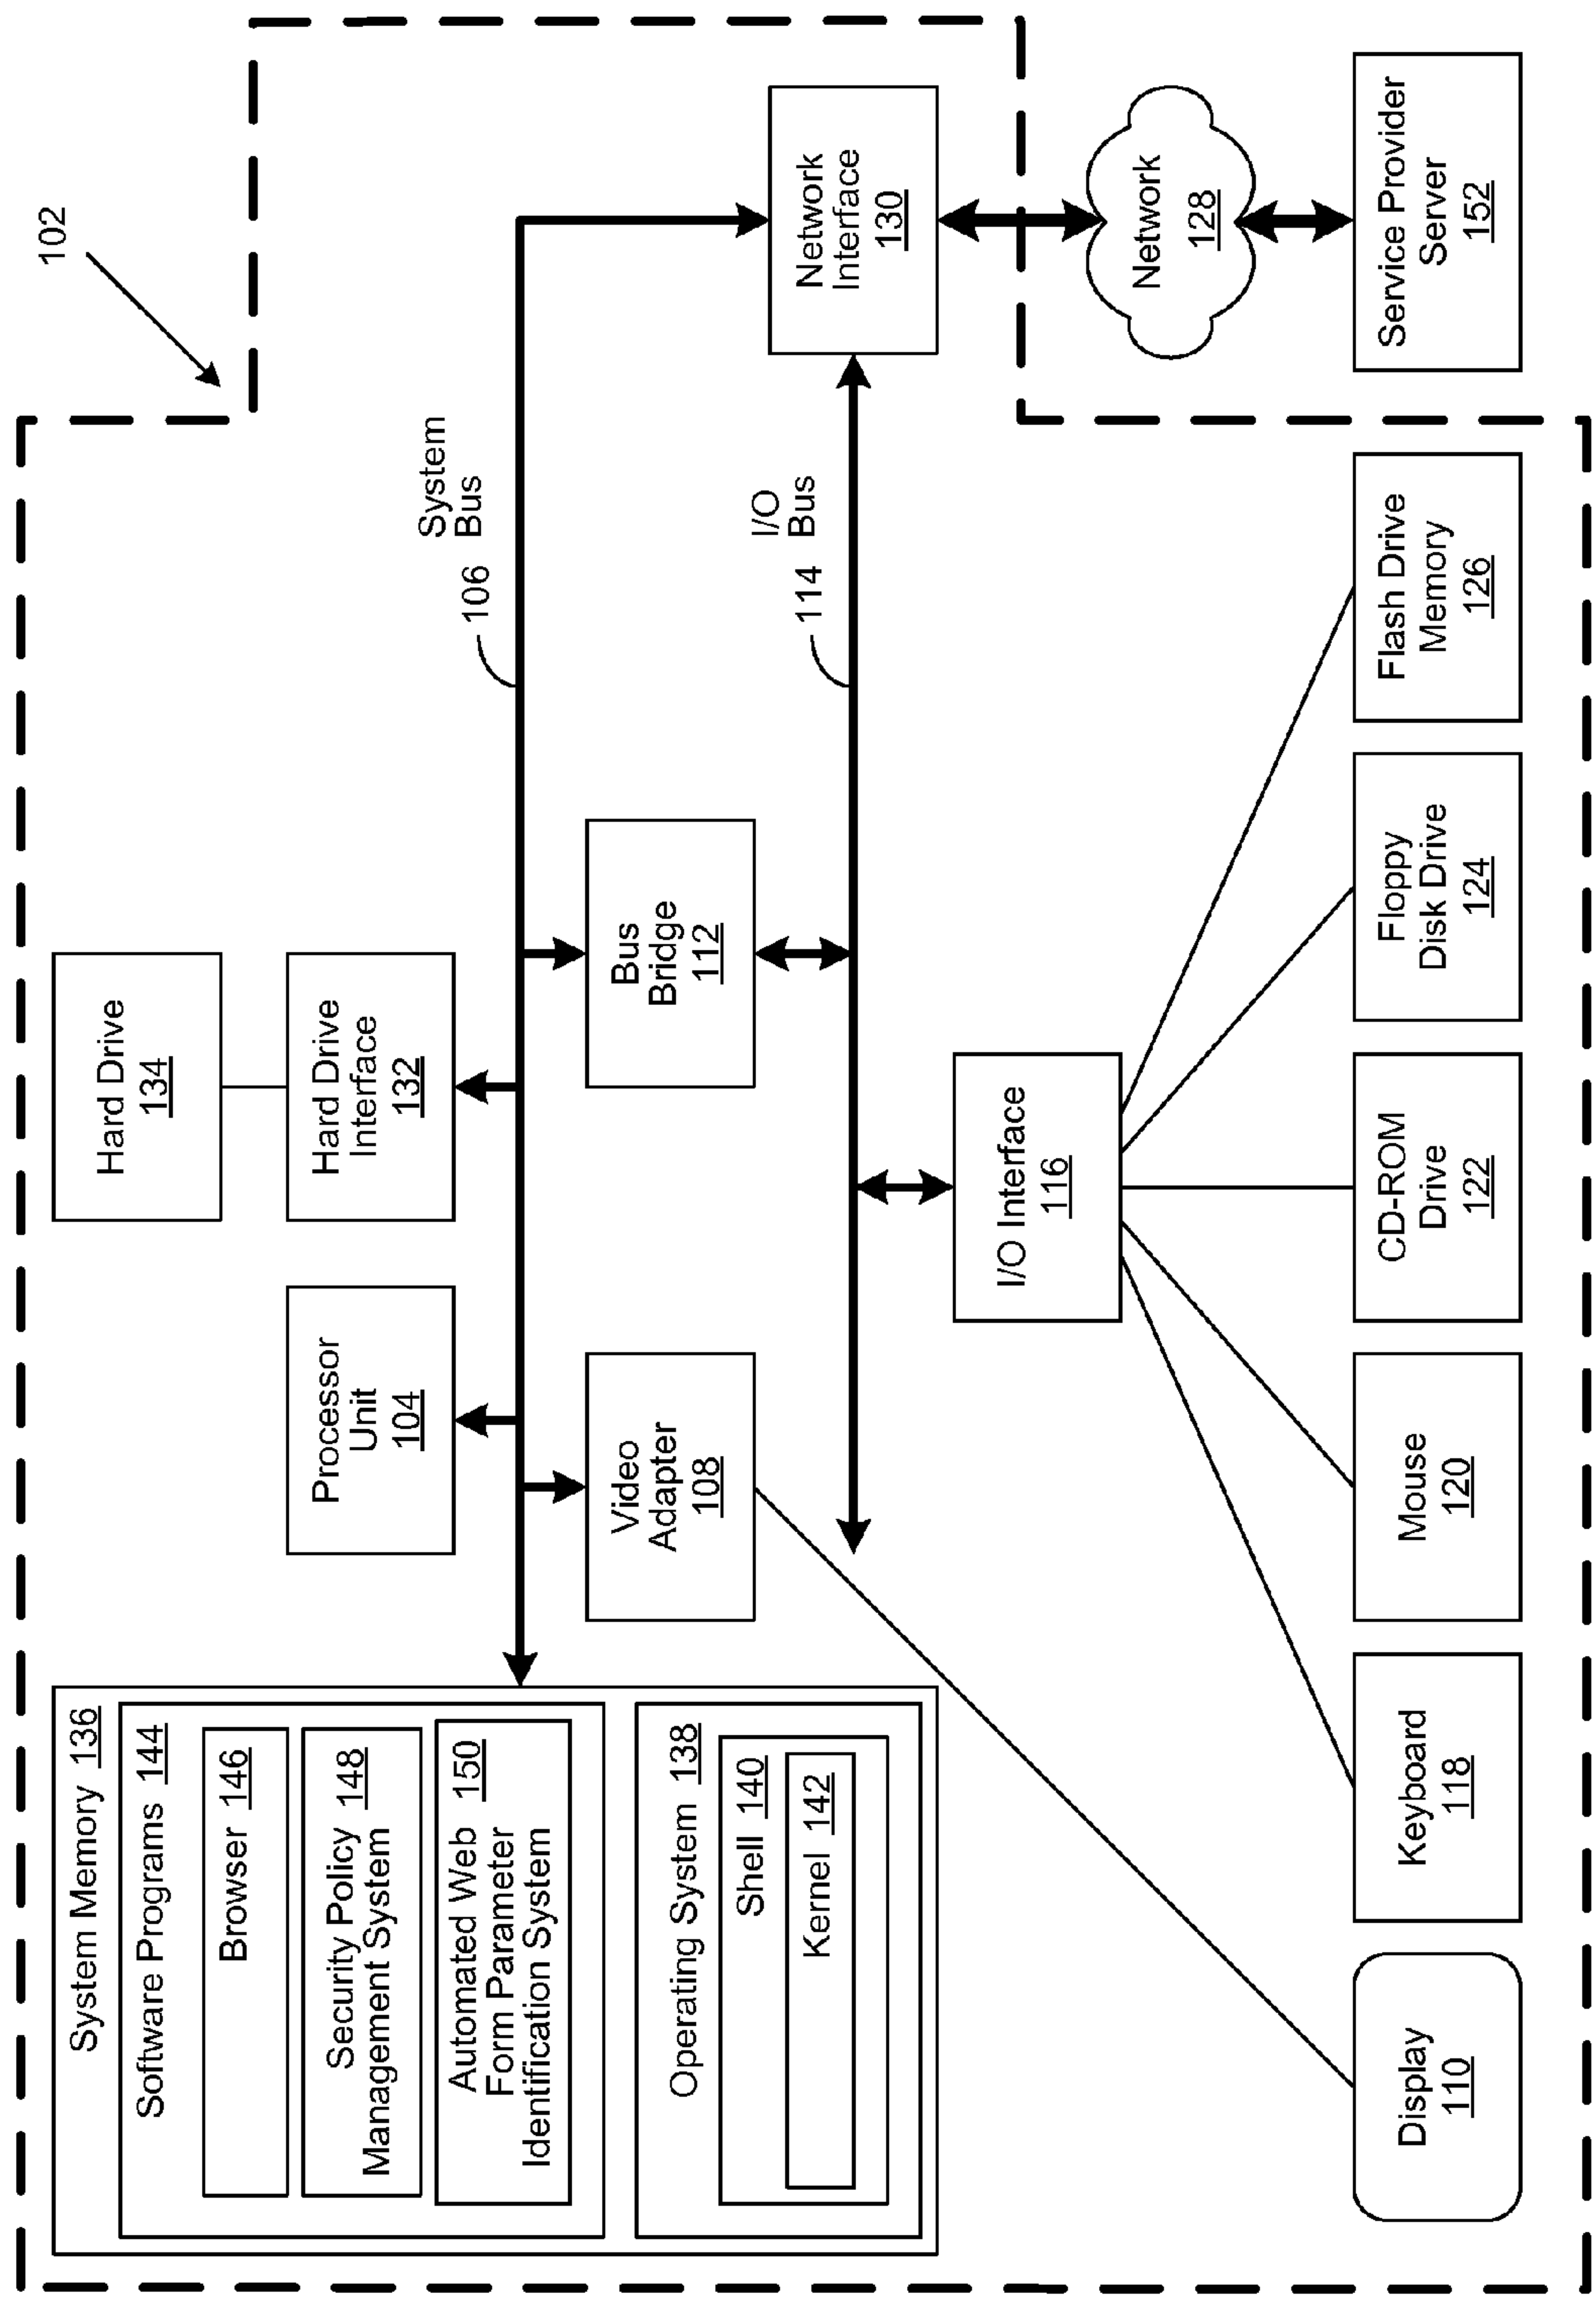 102
System Memory 136
Software Programs 144
Browser 146
Security Policy 148
Management System
Automated Web 150
Form Parameter
Identification System
Operating System 138
Shell 140
Kernel 142
Processor
Unit
104
Hard Drive
134
Hard Drive
Interface
132
106
System
Bus
Video
Adapter
108
Bus
Bridge
112
114
I/O
Bus
Network
Interface
130
I/O Interface
116
Network
128
Display
110
Keyboard
118
Mouse
120
CD-ROM
Drive
122
Floppy
Disk Drive
124
Flash Drive
Memory
126
Service Provider
Server
152